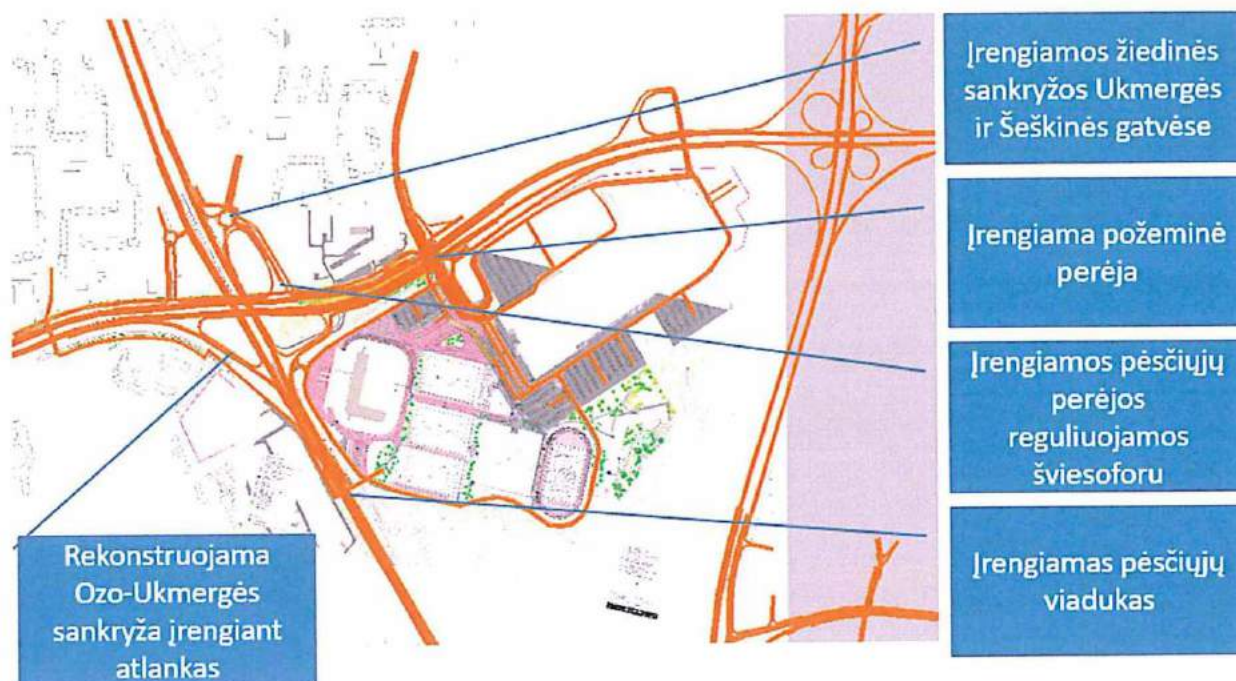 Įrengiamos žiedinės
sankryžos Ukmergės
ir Šeškinės gatvėse
Įrengiama požeminė
perėja
Įrengiamos pėsčiųjų
perėjos
reguliuojamos
šviesoforu
Įrengiamas pėsčiųjų
viadukas
Rekonstruojama
Ozo-Ukmergės
sankryža įrengiant
atlankas